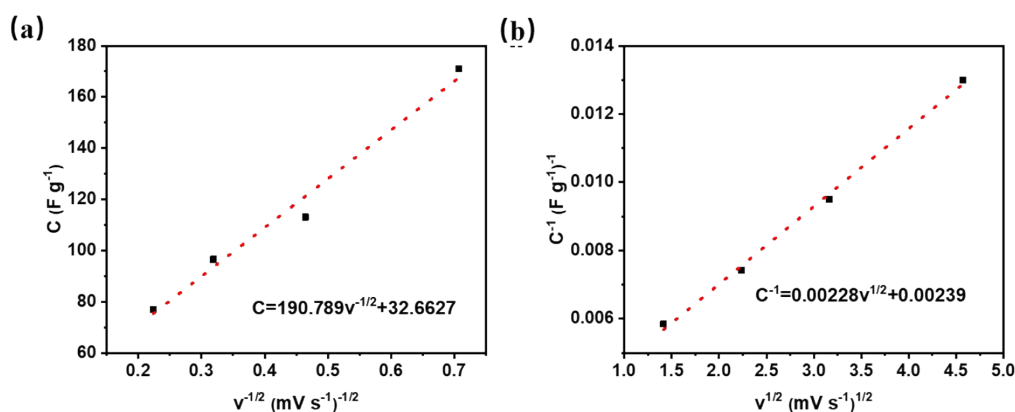 (a)
180
160
140
120
100
80
60
C (F g⁻¹)
0.2 0.3 0.4 0.5 0.6 0.7
v⁻¹/² (mV s⁻¹)⁻¹/²
C=190.789v⁻¹/²+32.6627
(b)
0.014
0.012
0.010
0.008
0.006
C⁻¹ (F g⁻¹)⁻¹
1.0 1.5 2.0 2.5 3.0 3.5 4.0 4.5 5.0
v¹/² (mV s⁻¹)¹/²
C⁻¹=0.00228v¹/²+0.00239